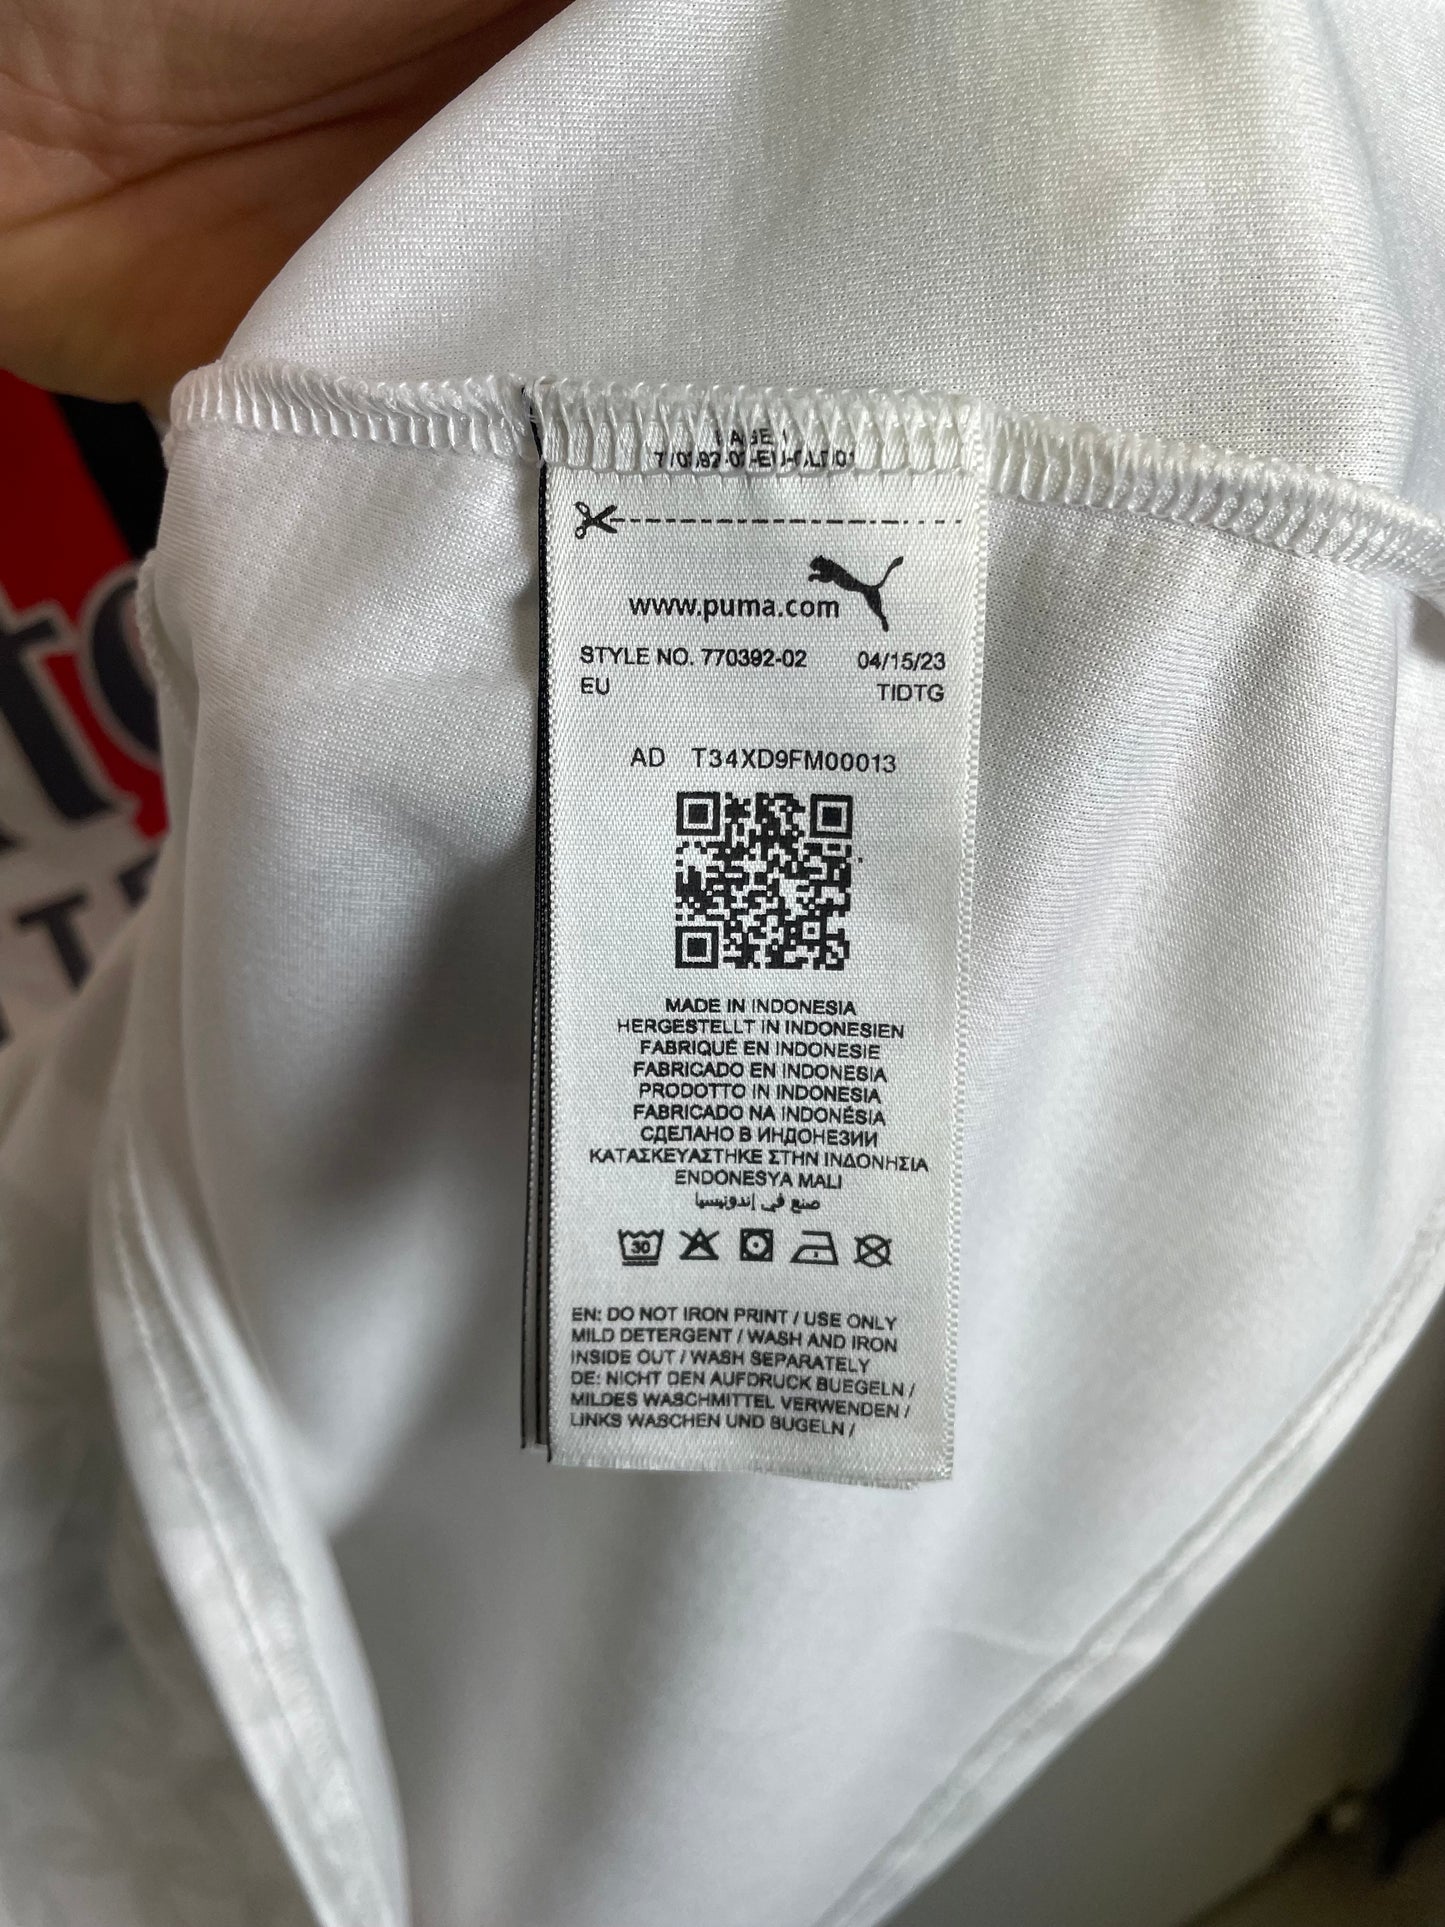 www.puma.com
STYLE NO. 770392-02 04/15/23
EU TIDTG
AD T34XD9FM00013
MADE IN INDONESIA
HERGESTELLT IN INDONESIEN
FABRIQUÉ EN INDONESIE
FABRICADO EN INDONESIA
PRODOTTO IN INDONESIA
FABRICADO NA INDONÉSIA
СДЕЛАНО В ИНДОНЕЗИИ
ΚΑΤΑΣΚΕΥΑΣΤΗΚΕ ΣΤΗΝ ΙΝΔΟΝΗΣΙΑ
ENDONESYA MALI
صنع في إندونيسيا
30
EN: DO NOT IRON PRINT / USE ONLY
MILD DETERGENT / WASH AND IRON
INSIDE OUT / WASH SEPARATELY
DE: NICHT DEN AUFDRUCK BUEGELN /
MILDES WASCHMITTEL VERWENDEN /
LINKS WASCHEN UND BUGELN /